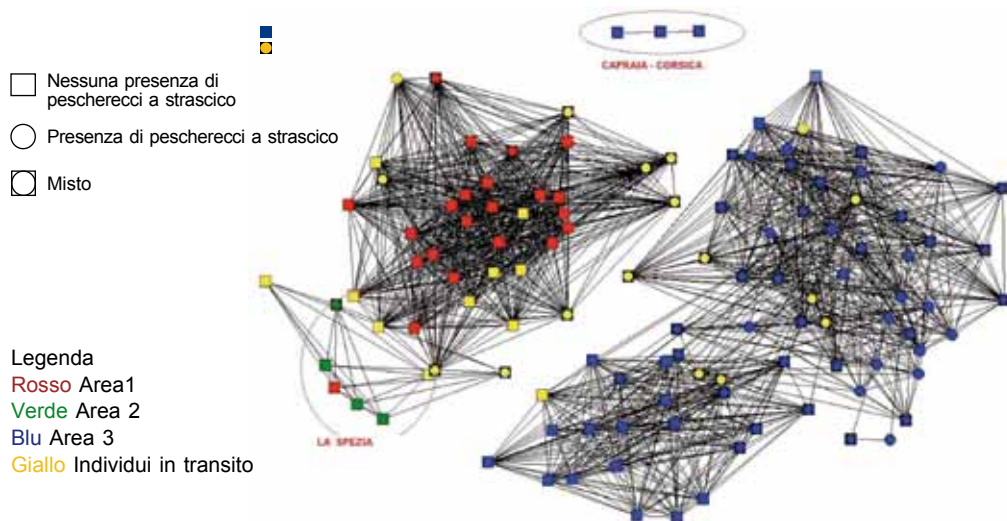 CAPRAIA - CORSICA
Nessuna presenza di
pescherecci a strascico
Presenza di pescherecci a strascico
Misto
Legenda
Rosso Area1
Verde Area 2
Blu Area 3
Giallo Individui in transito
LA SPEZIA